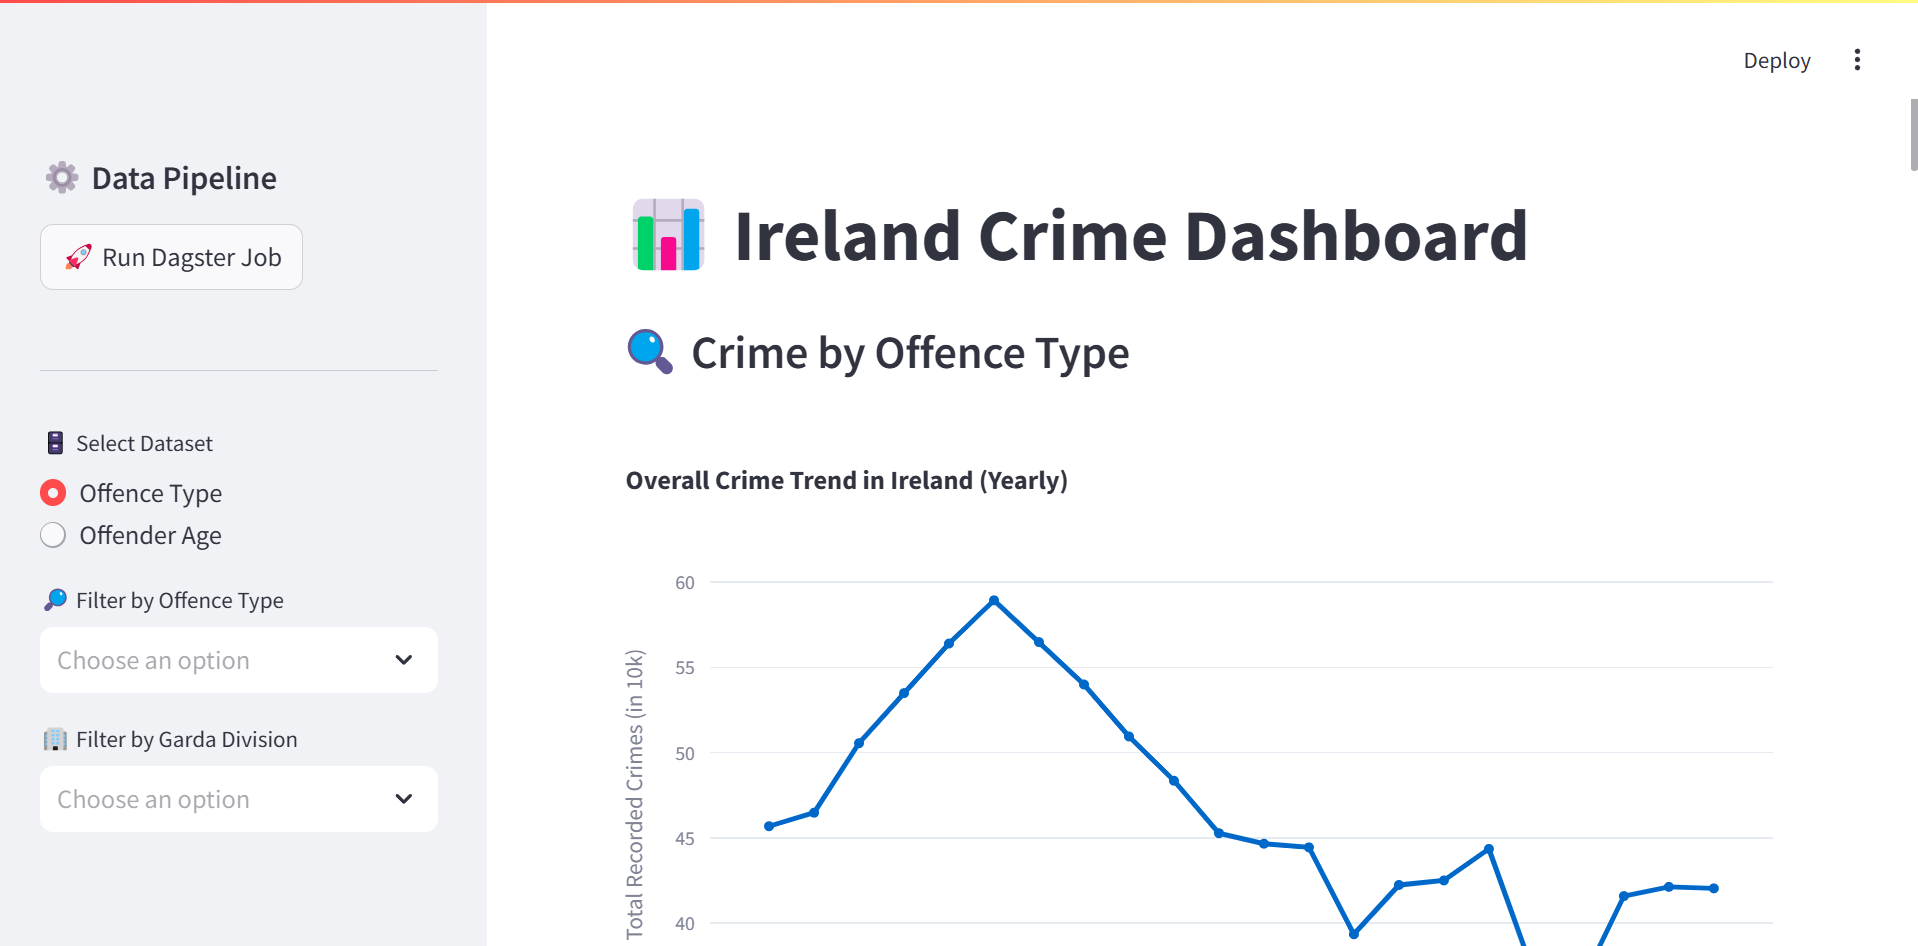 Deploy
Data Pipeline
Run Dagster Job
Select Dataset
Offence Type
Offender Age
Filter by Offence Type
Choose an option
Filter by Garda Division
Choose an option
Ireland Crime Dashboard
Crime by Offence Type
Overall Crime Trend in Ireland (Yearly)
Total Recorded Crimes (in 10k)
60
55
50
45
40